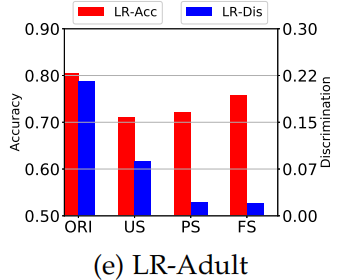 LR-Acc LR-Dis
0.90 0.30
0.80 0.22
0.70 0.15
0.60 0.07
0.50 0.00
Accuracy
Discrimination
ORI US PS FS
(e) LR-Adult